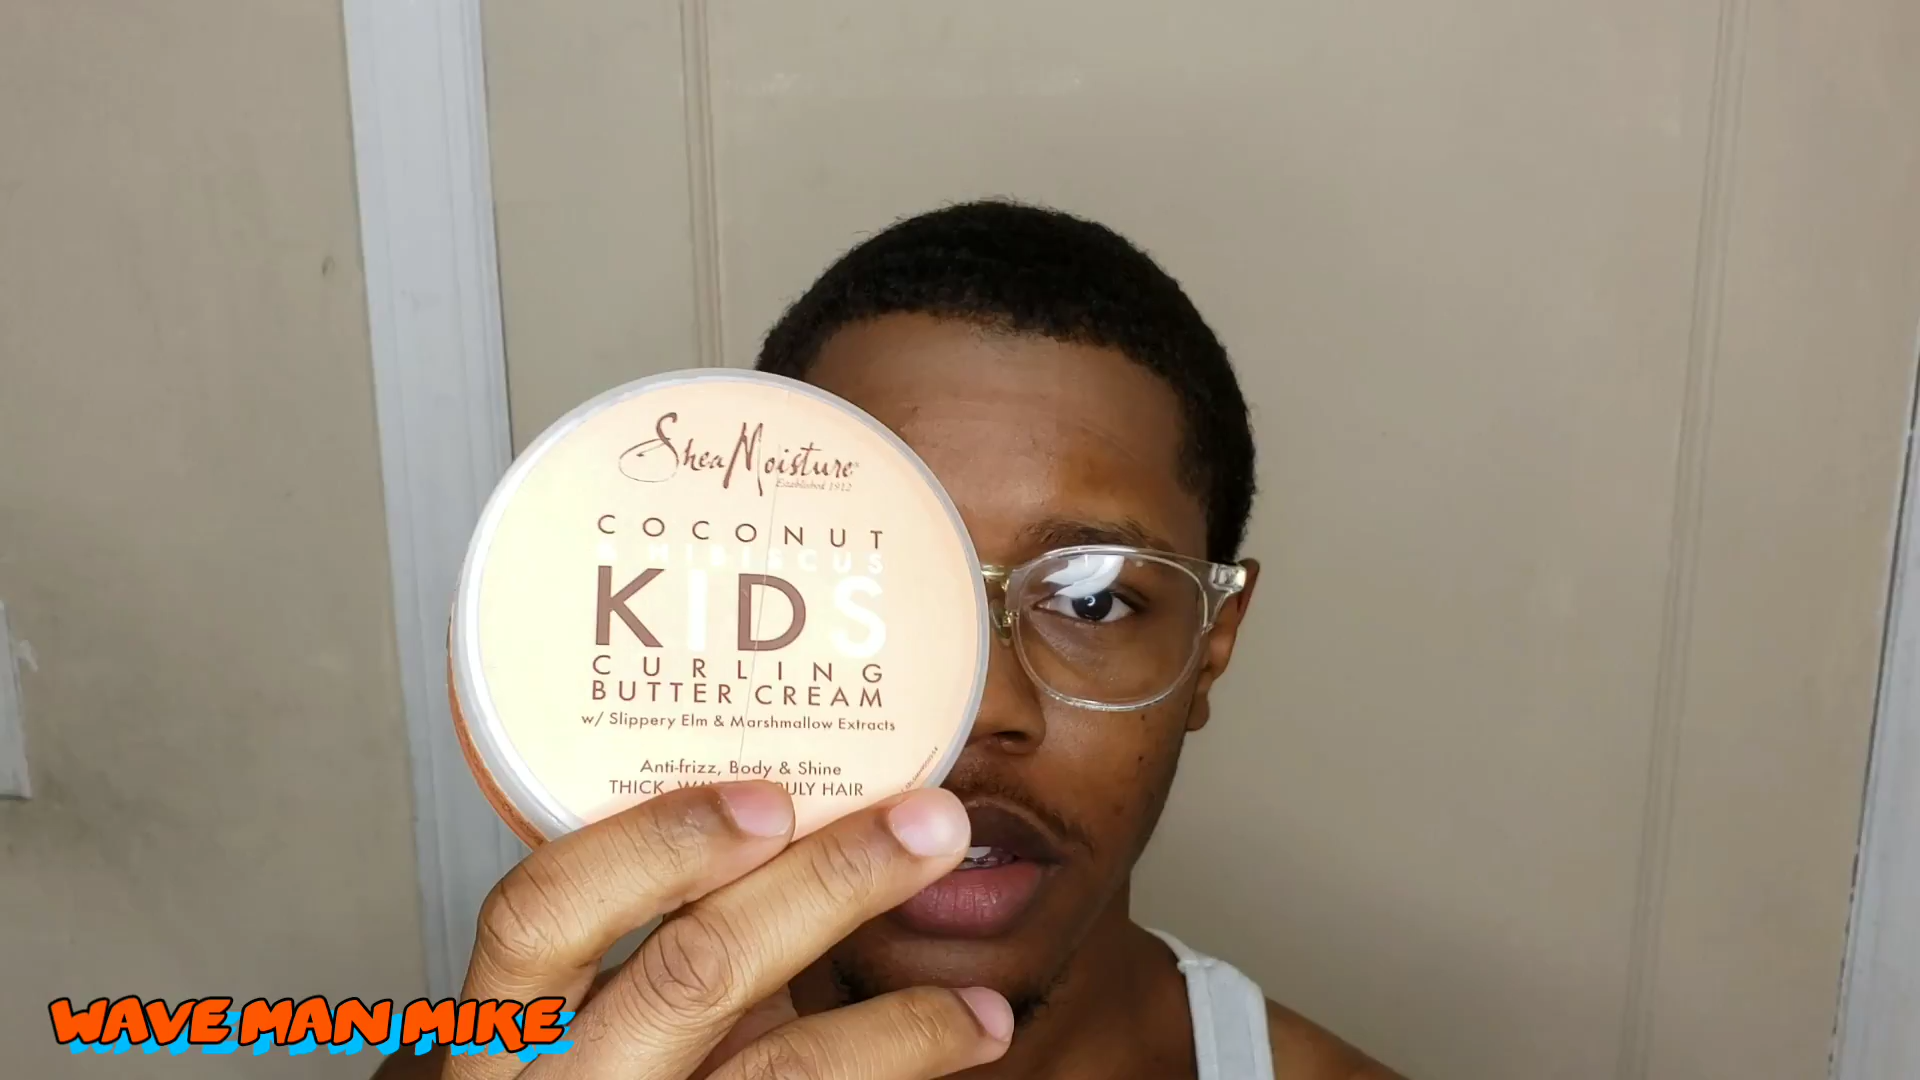 SheaMoisture
Established 1912
COCONUT
& HIBISCUS
KIDS
CURLING
BUTTER CREAM
w/ Slippery Elm & Marshmallow Extracts
Anti-frizz, Body & Shine
THICK, HAIR
WAVE MAN MIKE